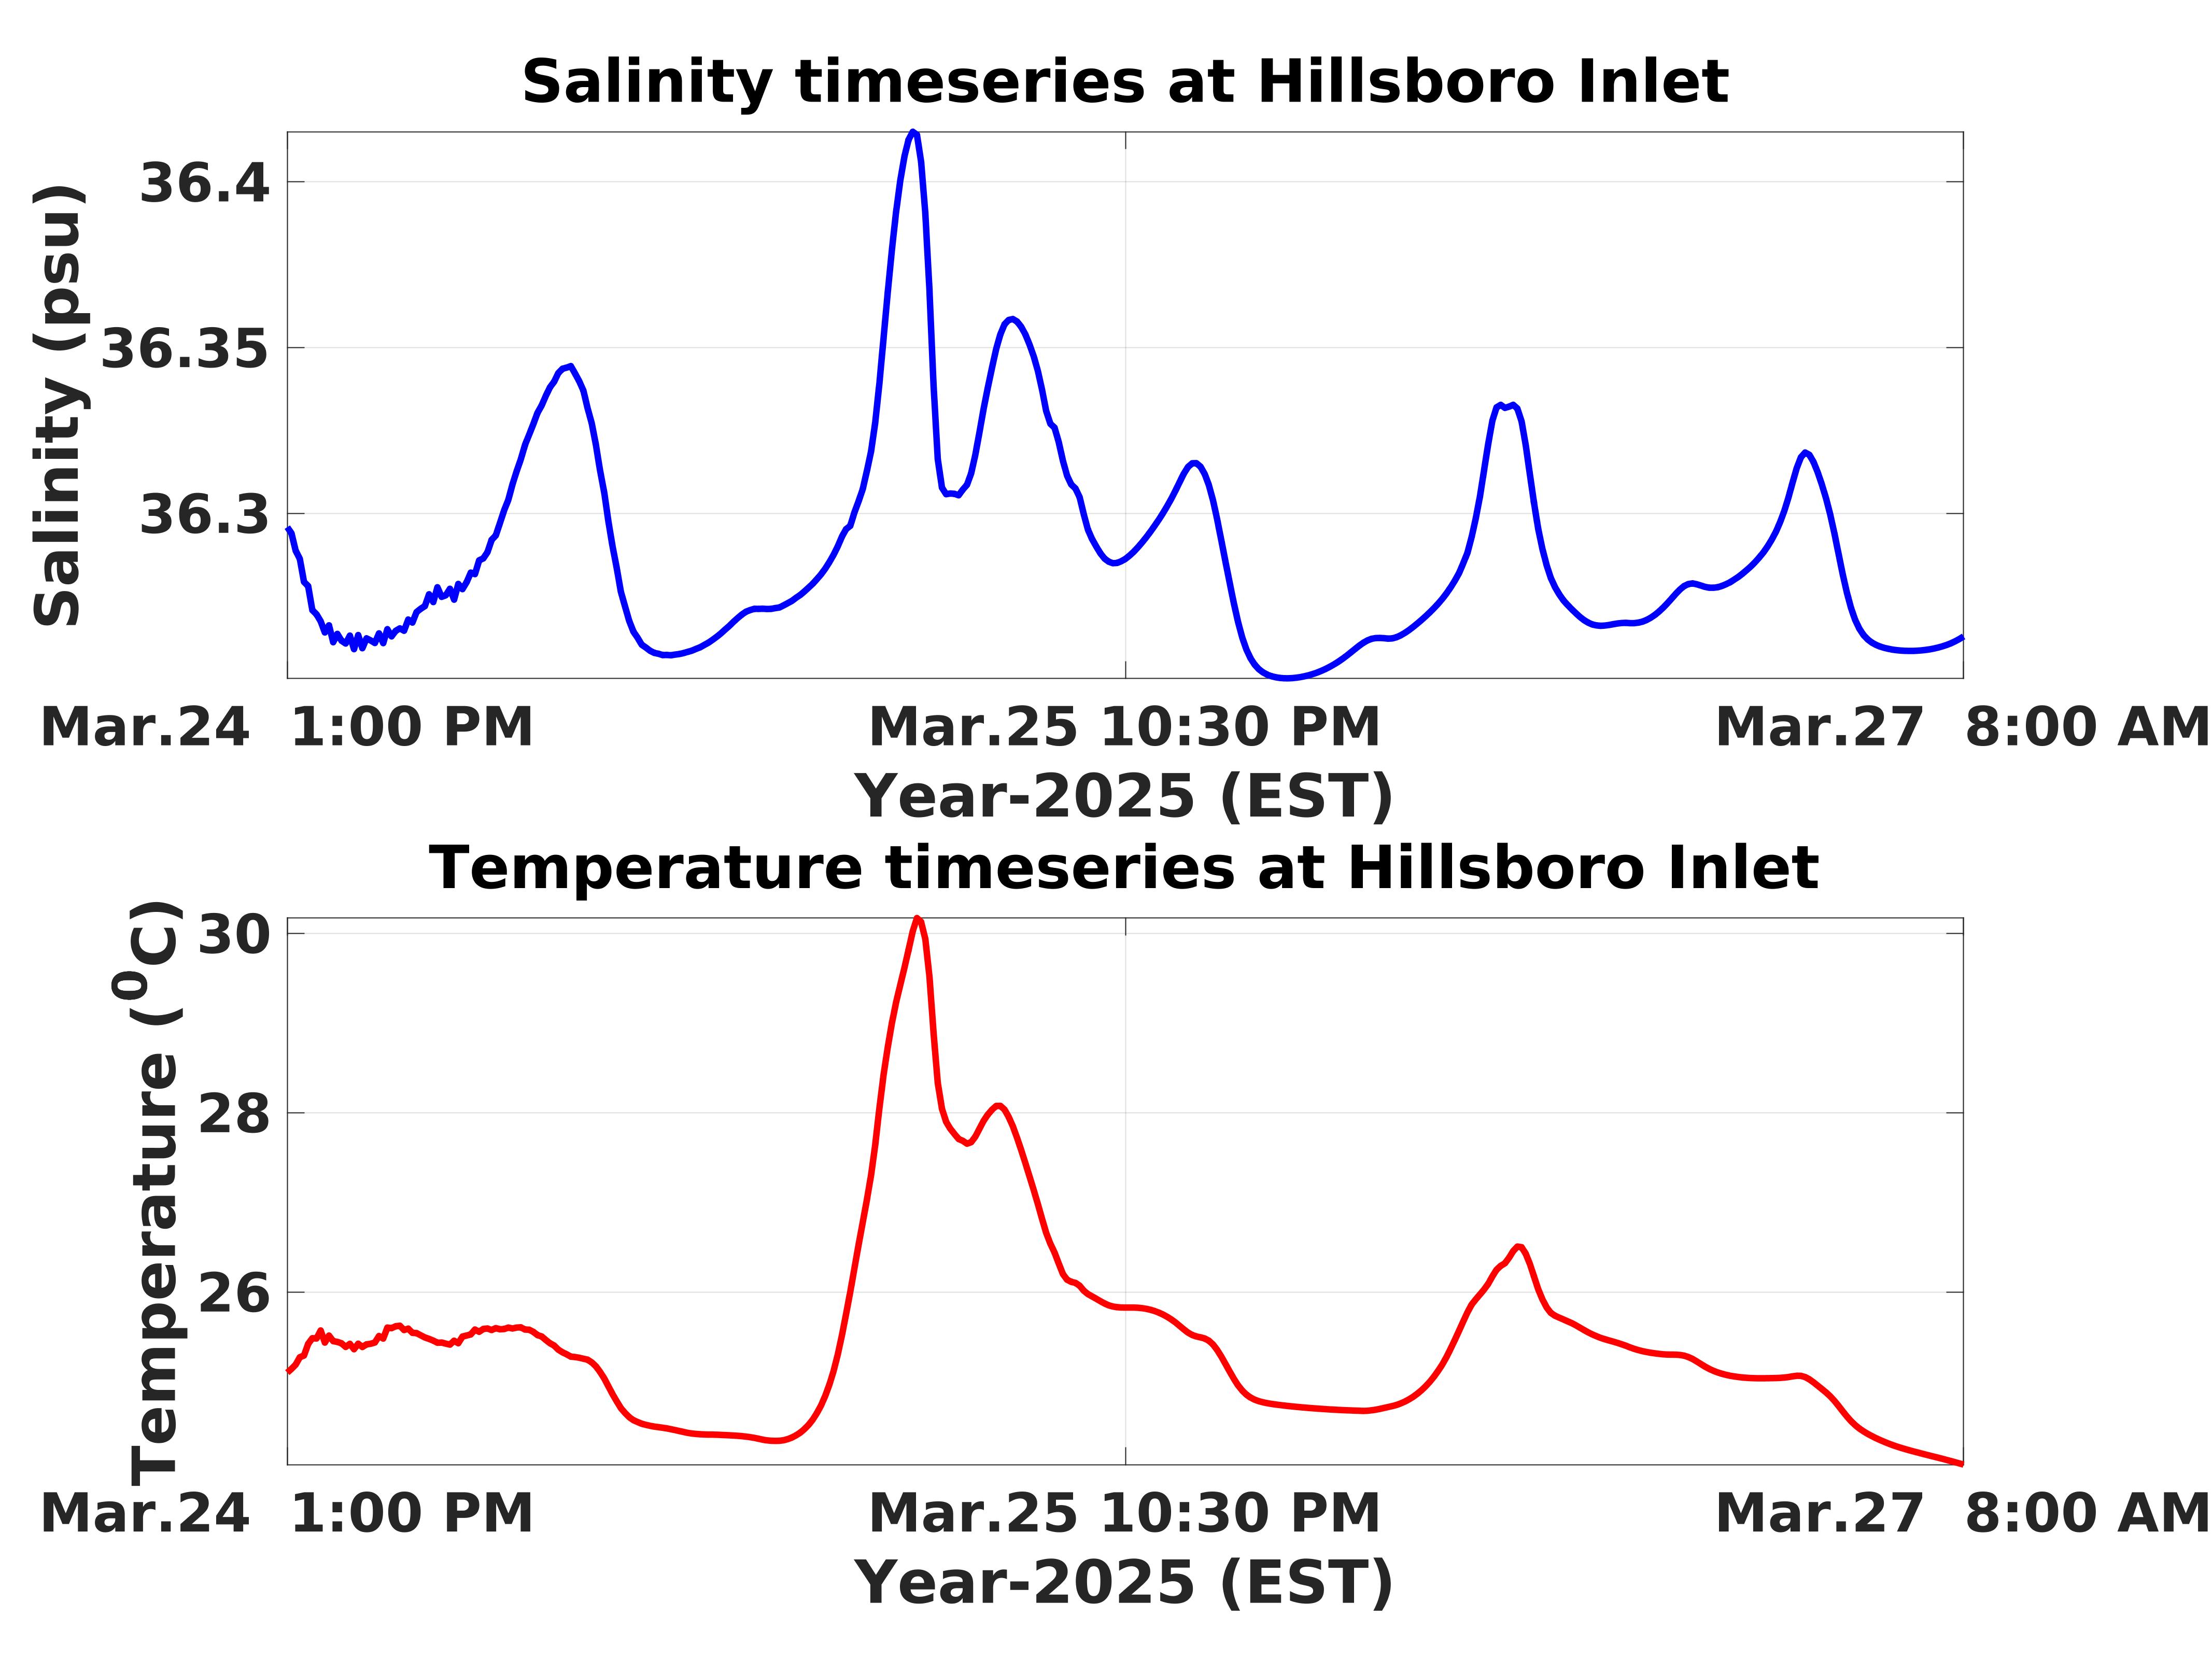 Salinity timeseries at Hillsboro Inlet
Salinity (psu)
36.4
36.35
36.3
Mar.24  1:00 PM
Mar.25 10:30 PM
Mar.27  8:00 AM
Year-2025 (EST)
Temperature timeseries at Hillsboro Inlet
Temperature (⁰C)
30
28
26
Mar.24  1:00 PM
Mar.25 10:30 PM
Mar.27  8:00 AM
Year-2025 (EST)